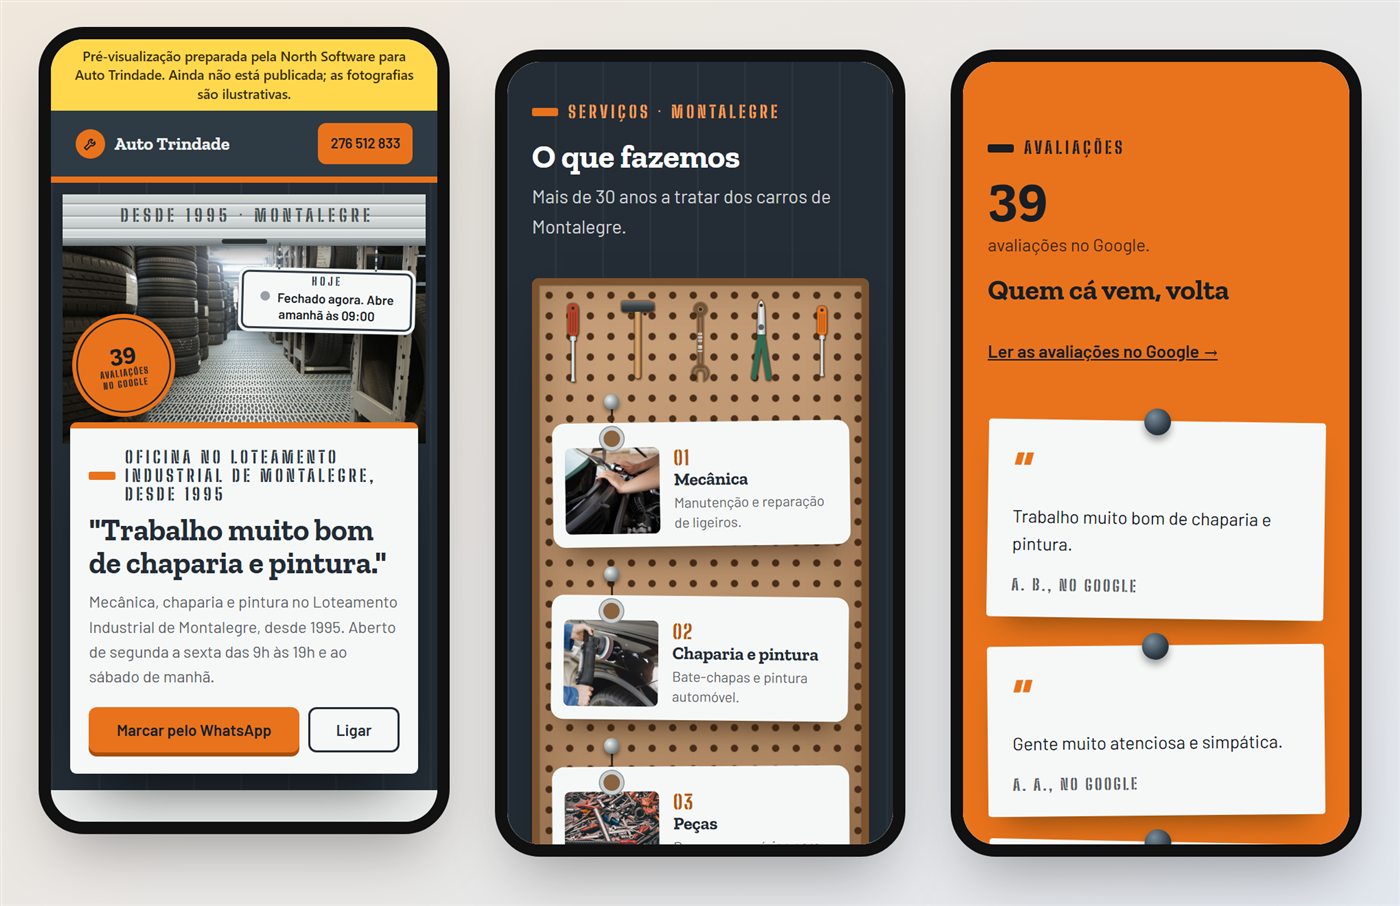 Pré-visualização preparada pela North Software para
Auto Trindade. Ainda não está publicada; as fotografias
são ilustrativas.
Auto Trindade
276 512 833
DESDE 1995 · MONTALEGRE
HOJE
Fechado agora. Abre
amanhã às 09:00
39
AVALIAÇÕES
NO GOOGLE
OFICINA NO LOTEAMENTO
INDUSTRIAL DE MONTALEGRE,
DESDE 1995
"Trabalho muito bom
de chaparia e pintura."
Mecânica, chaparia e pintura no Loteamento
Industrial de Montalegre, desde 1995. Aberto
de segunda a sexta das 9h às 19h e ao
sábado de manhã.
Marcar pelo WhatsApp
Ligar
SERVIÇOS · MONTALEGRE
O que fazemos
Mais de 30 anos a tratar dos carros de
Montalegre.
01
Mecânica
Manutenção e reparação
de ligeiros.
02
Chaparia e pintura
Bate-chapas e pintura
automóvel.
03
Peças
AVALIAÇÕES
39
avaliações no Google.
Quem cá vem, volta
Ler as avaliações no Google →
"
Trabalho muito bom de chaparia e
pintura.
A. B., NO GOOGLE
"
Gente muito atenciosa e simpática.
A. A., NO GOOGLE